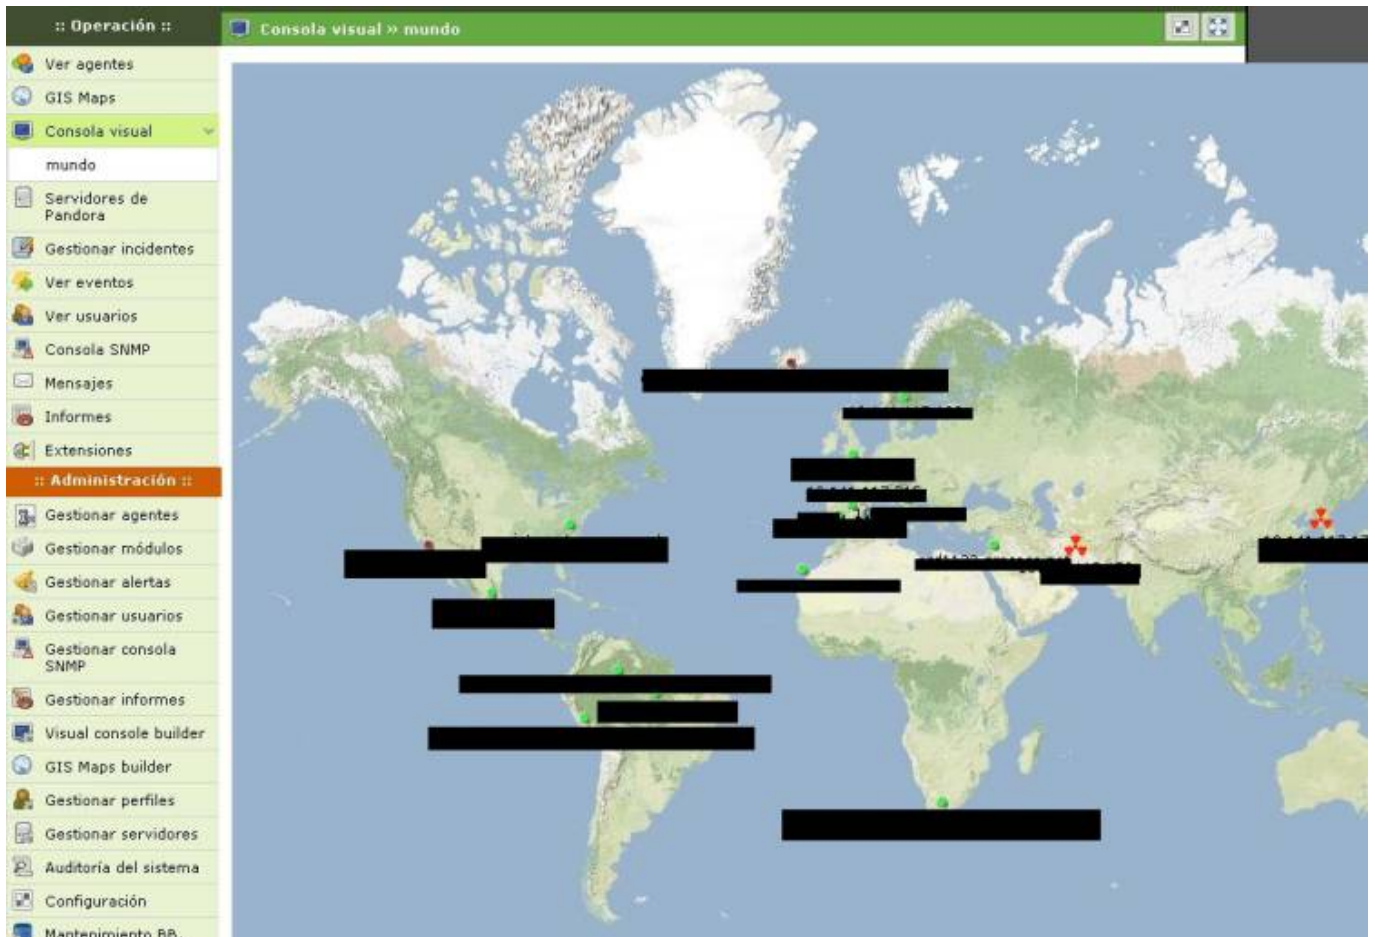 :: Operación ::
Consola visual » mundo
Ver agentes
GIS Maps
Consola visual
mundo
Servidores de
Pandora
Gestionar incidentes
Ver eventos
Ver usuarios
Consola SNMP
Mensajes
Informes
Extensiones
:: Administración ::
Gestionar agentes
Gestionar módulos
Gestionar alertas
Gestionar usuarios
Gestionar consola
SNMP
Gestionar informes
Visual console builder
GIS Maps builder
Gestionar perfiles
Gestionar servidores
Auditoría del sistema
Configuración
Mantenimiento BB